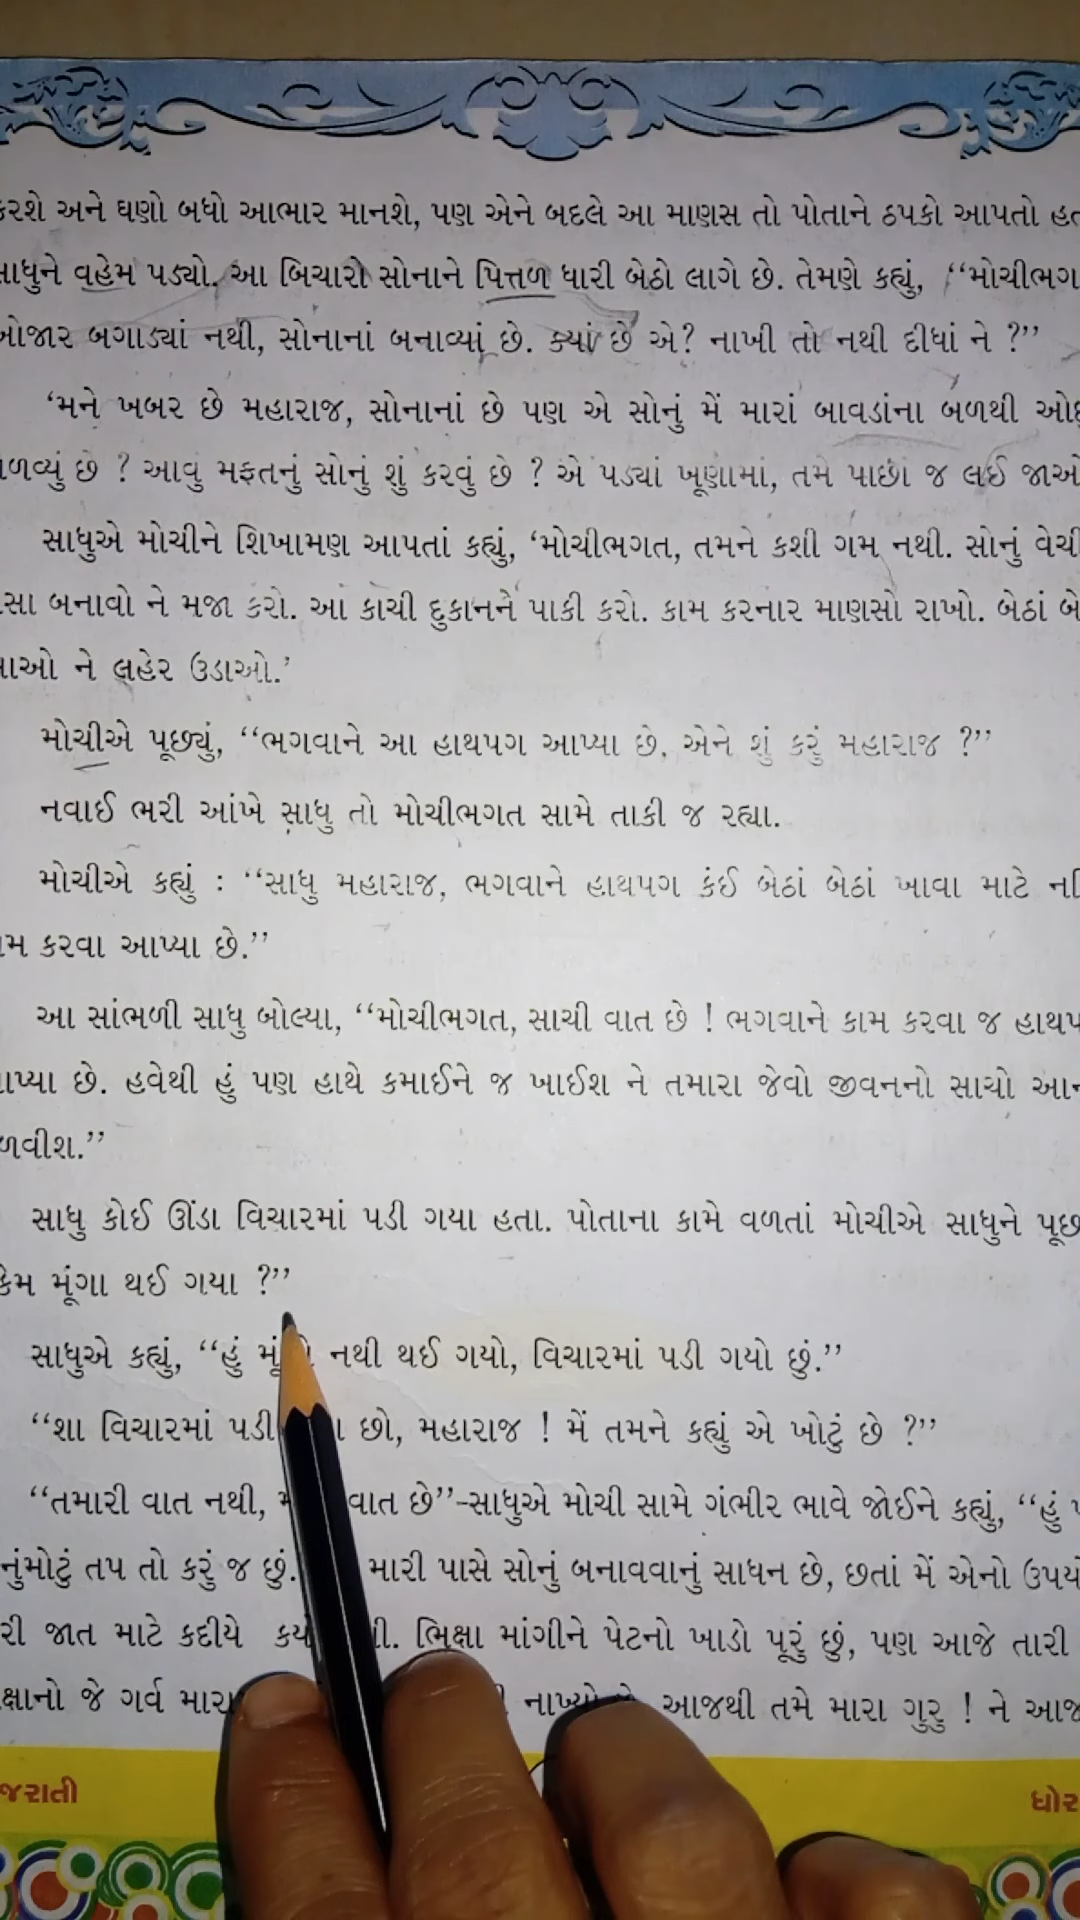 કરશે અને ઘણો બધો આભાર માનશે, પણ એને બદલે આ માણસ તો પોતાને ઠપકો આપતો
સાધુને વહેમ પડ્યો. આ બિચારો સોનાને પિત્તળ ધારી બેઠો લાગે છે. તેમણે કહ્યું, “મોચીભગ
ઓજાર બગાડ્યાં નથી, સોનાનાં બનાવ્યાં છે. ક્યાં છે એ? નાખી તો નથી દીધાં ને ?”
‘મને ખબર છે મહારાજ, સોનાનાં છે પણ એ સોનું મેં મારાં બાવડાંના બળથી
ળવ્યું છે ? આવુ મફતનું સોનું શું કરવું છે ? એ પડ્યાં ખૂણામાં, તમે પાછાં જ લઈ જાઓ
સાધુએ મોચીને શિખામણ આપતાં કહ્યું, ‘મોચીભગત, તમને કશી ગમ નથી. સોનું વેચી
સા બનાવો ને મજા કરો. આ કાચી દુકાનને પાકી કરો. કામ કરનાર માણસો રાખો. બેઠાં બે
ાઓ ને લહેર ઉડાઓ.’
મોચીએ પૂછ્યું, “ભગવાને આ હાથપગ આપ્યા છે, એને શું કરું મહારાજ ?”
નવાઈ ભરી આંખે સાધુ તો મોચીભગત સામે તાકી જ રહ્યા.
મોચીએ કહ્યું : “સાધુ મહારાજ, ભગવાને હાથપગ કંઈ બેઠાં બેઠાં ખાવા માટે
મ કરવા આપ્યા છે.”
આ સાંભળી સાધુ બોલ્યા, “મોચીભગત, સાચી વાત છે ! ભગવાને કામ કરવા જ હાથપ
ાપ્યા છે. હવેથી હું પણ હાથે કમાઈને જ ખાઈશ ને તમારા જેવો જીવનનો સાચો
ળવીશ.”
સાધુ કોઈ ઊંડા વિચારમાં પડી ગયા હતા. પોતાના કામે વળતાં મોચીએ સાધુને પૂછ
કેમ મૂંગા થઈ ગયા ?”
સાધુએ કહ્યું, “હું નથી થઈ ગયો, વિચારમાં પડી ગયો છું.”
“શા વિચારમાં પડી છો, મહારાજ ! મેં તમને કહ્યું એ ખોટું છે ?”
“તમારી વાત નથી, વાત છે”-સાધુએ મોચી સામે ગંભીર ભાવે જોઈને કહ્યું, “હું
નુંમોટું તપ તો કરું જ છું. મારી પાસે સોનું બનાવવાનું સાધન છે, છતાં મેં એનો ઉપયો
રી જાત માટે કદીયે ભિક્ષા માંગીને પેટનો ખાડો પૂરું છું, પણ આજે તારી
ક્ષાનો જે ગર્વ નાખ્યો આજથી તમે મારા ગુરુ ! ને આજ
જરાતી
ધોર